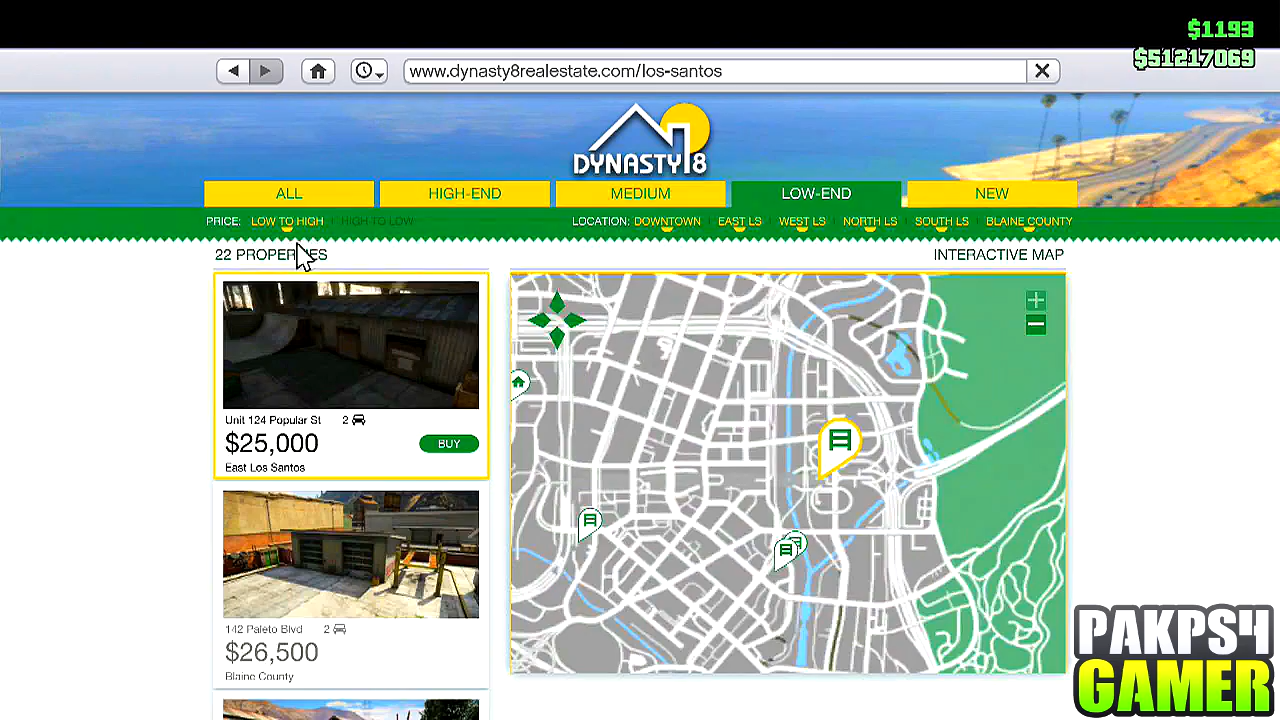 $1193
$51217069
www.dynasty8realestate.com/los-santos
DYNASTY 8
ALL HIGH-END MEDIUM LOW-END NEW
PRICE: LOW TO HIGH HIGH TO LOW LOCATION: DOWNTOWN EAST LS WEST LS NORTH LS SOUTH LS BLAINE COUNTY
22 PROPERTIES INTERACTIVE MAP
Unit 124 Popular St 2
$25,000 BUY
East Los Santos
142 Paleto Blvd 2
$26,500
Blaine County
PAKPS4
GAMER